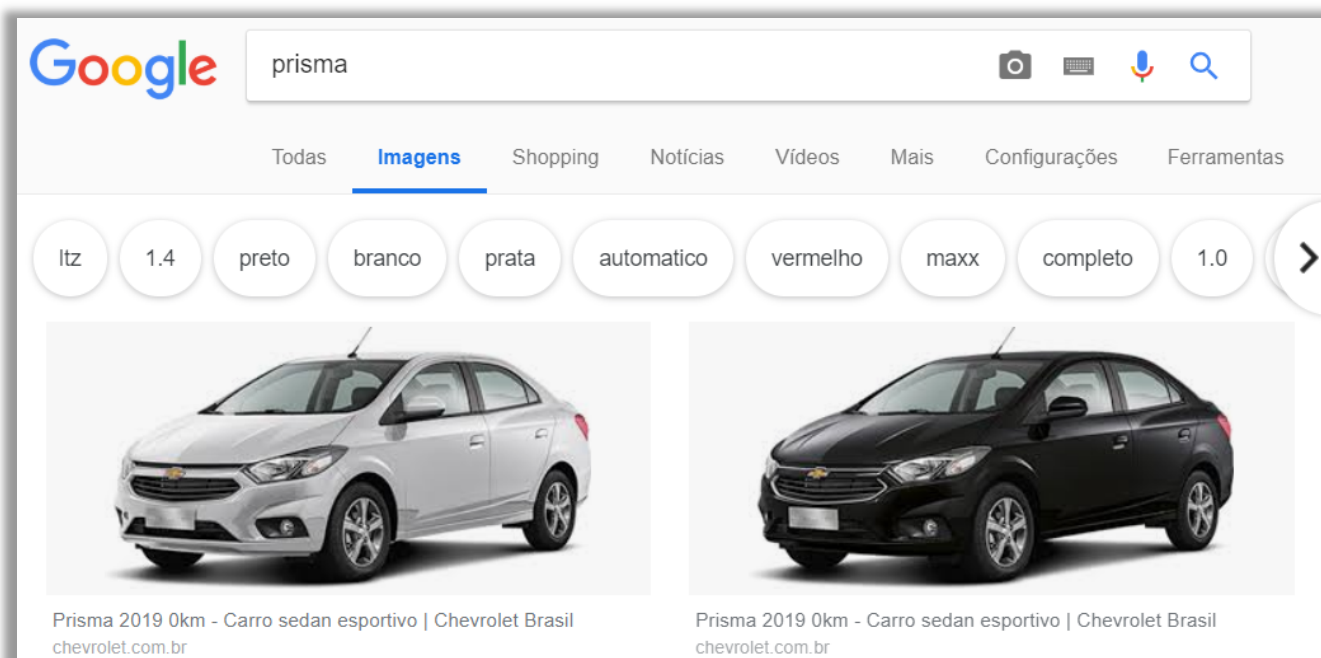 Google prisma
Todas Imagens Shopping Notícias Vídeos Mais Configurações Ferramentas
ltz 1.4 preto branco prata automatico vermelho maxx completo 1.0
Prisma 2019 0km - Carro sedan esportivo | Chevrolet Brasil
chevrolet.com.br
Prisma 2019 0km - Carro sedan esportivo | Chevrolet Brasil
chevrolet.com.br